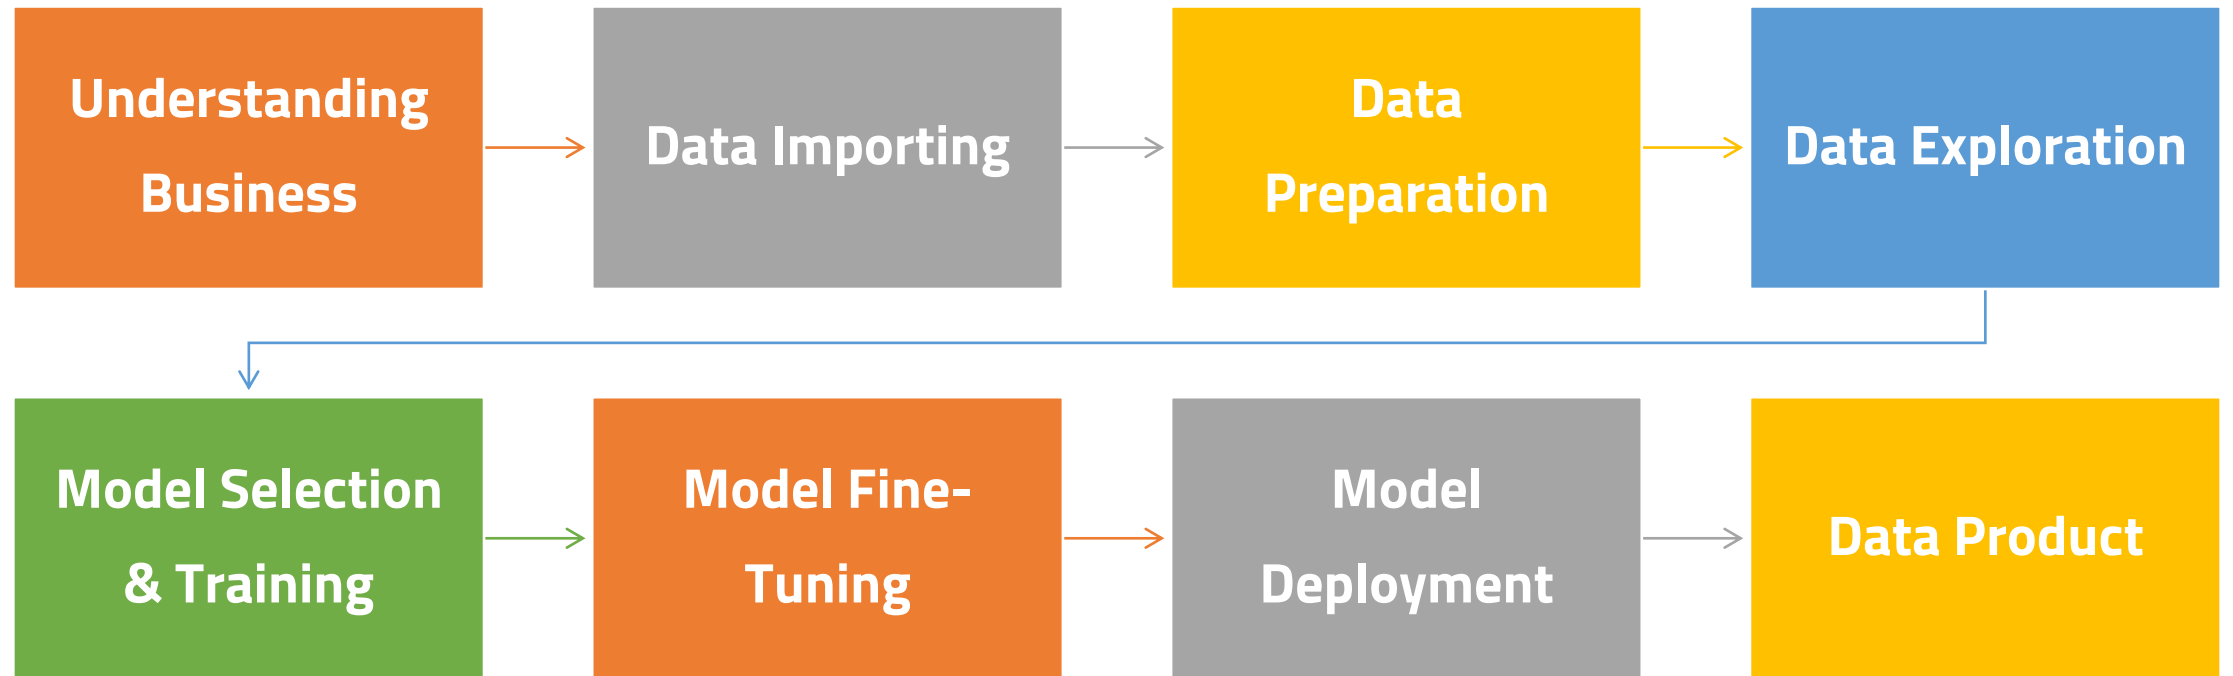 Understanding
Business
Data Importing
Data
Preparation
Data Exploration
Model Selection
& Training
Model Fine-
Tuning
Model
Deployment
Data Product